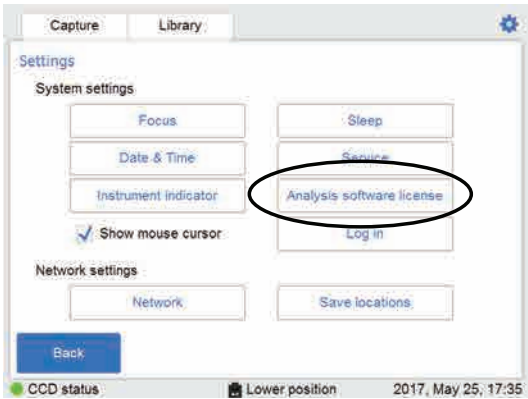 Capture Library
Settings
System settings
Focus Sleep
Date & Time Service
Instrument indicator Analysis software license
Show mouse cursor Log in
Network settings
Network Save locations
Back
CCD status Lower position 2017, May 25, 17:35